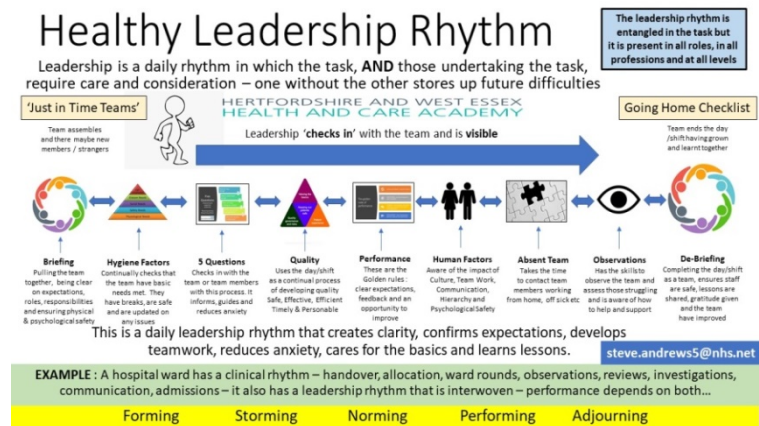 Healthy Leadership Rhythm
The leadership rhythm is
entangled in the task but
it is present in all roles, in all
professions and at all levels
Leadership is a daily rhythm in which the task, AND those undertaking the task,
require care and consideration – one without the other stores up future difficulties
'Just in Time Teams'
Team assembles
and there maybe new
members / strangers
HERTFORDSHIRE AND WEST ESSEX
HEALTH AND CARE ACADEMY
Leadership 'checks in' with the team and is visible
Going Home Checklist
Team ends the day
/shift having grown
and learnt together
Briefing
Pulling the team
together, being clear
on expectations,
roles, responsibilities
and ensuring physical
& psychological safety
Hygiene Factors
Continually checks that
the team have basic
needs met. They
have breaks, are safe
and are updated on
any issues
5 Questions
Checks in with the
team or team members
with this process. It
informs, guides and
reduces anxiety
Quality
Uses the day/shift
as a continual process
of developing quality
Safe, Effective, Efficient
Timely & Personable
Performance
These are the
Golden rules :
clear expectations,
feedback and an
opportunity to
improve
Human Factors
Aware of the impact of
Culture, Team Work,
Communication,
Hierarchy and
Psychological Safety
Absent Team
Takes the time
to contact team
members working
from home, off sick etc
Observations
Has the skills to
observe the team and
assess those struggling
and is aware of how
to help and support
De-Briefing
Completing the day/shift
as a team, ensures staff
are safe, lessons are
shared, gratitude given
and the team
have improved
This is a daily leadership rhythm that creates clarity, confirms expectations, develops
teamwork, reduces anxiety, cares for the basics and learns lessons.
steve.andrews5@nhs.net
EXAMPLE : A hospital ward has a clinical rhythm – handover, allocation, ward rounds, observations, reviews, investigations,
communication, admissions – it also has a leadership rhythm that is interwoven – performance depends on both…
Forming Storming Norming Performing Adjourning